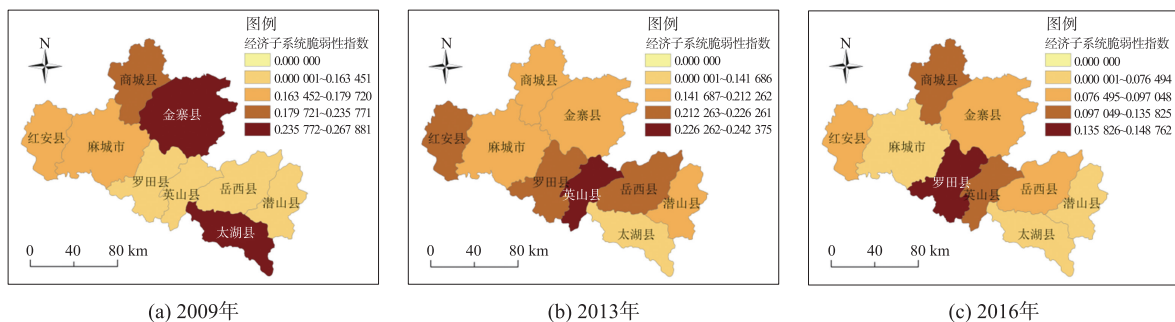 图例
N
经济子系统脆弱性指数
0.000 000
0.000 001~0.163 451
0.163 452~0.179 720
0.179 721~0.235 771
0.235 772~0.267 881
商城县
金寨县
红安县
麻城市
罗田县
英山县
岳西县
潜山县
太湖县
0 40 80 km
(a) 2009年
图例
N
经济子系统脆弱性指数
0.000 000
0.000 001~0.141 686
0.141 687~0.212 262
0.212 263~0.226 261
0.226 262~0.242 375
商城县
金寨县
红安县
麻城市
罗田县
英山县
岳西县
潜山县
太湖县
0 40 80 km
(b) 2013年
图例
N
经济子系统脆弱性指数
0.000 000
0.000 001~0.076 494
0.076 495~0.097 048
0.097 049~0.135 825
0.135 826~0.148 762
商城县
金寨县
红安县
麻城市
罗田县
英山县
岳西县
潜山县
太湖县
0 40 80 km
(c) 2016年